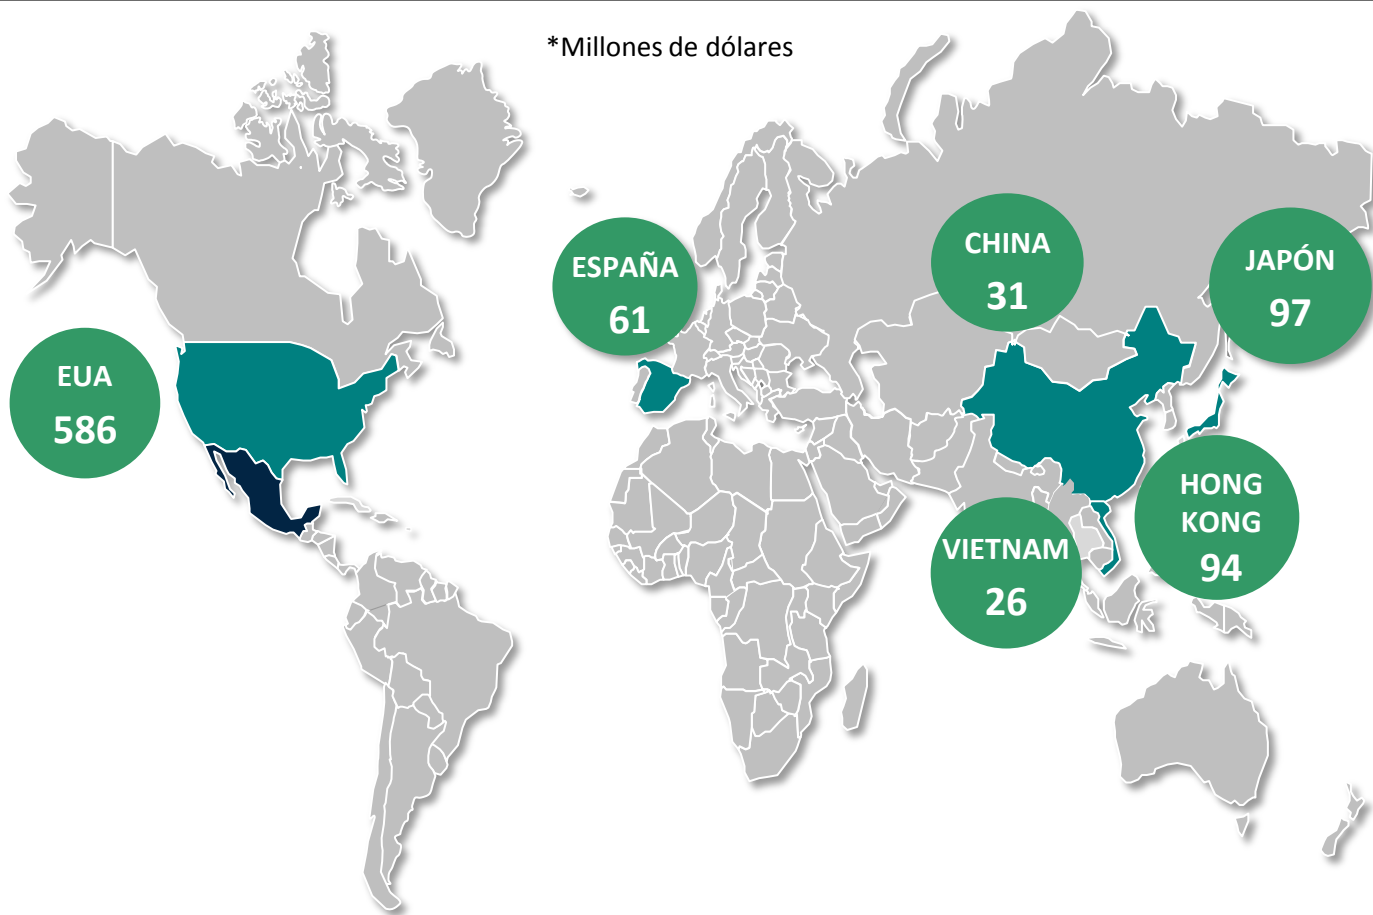 *Millones de dólares
ESPAÑA
61
CHINA
31
JAPÓN
97
EUA
586
HONG
KONG
94
VIETNAM
26